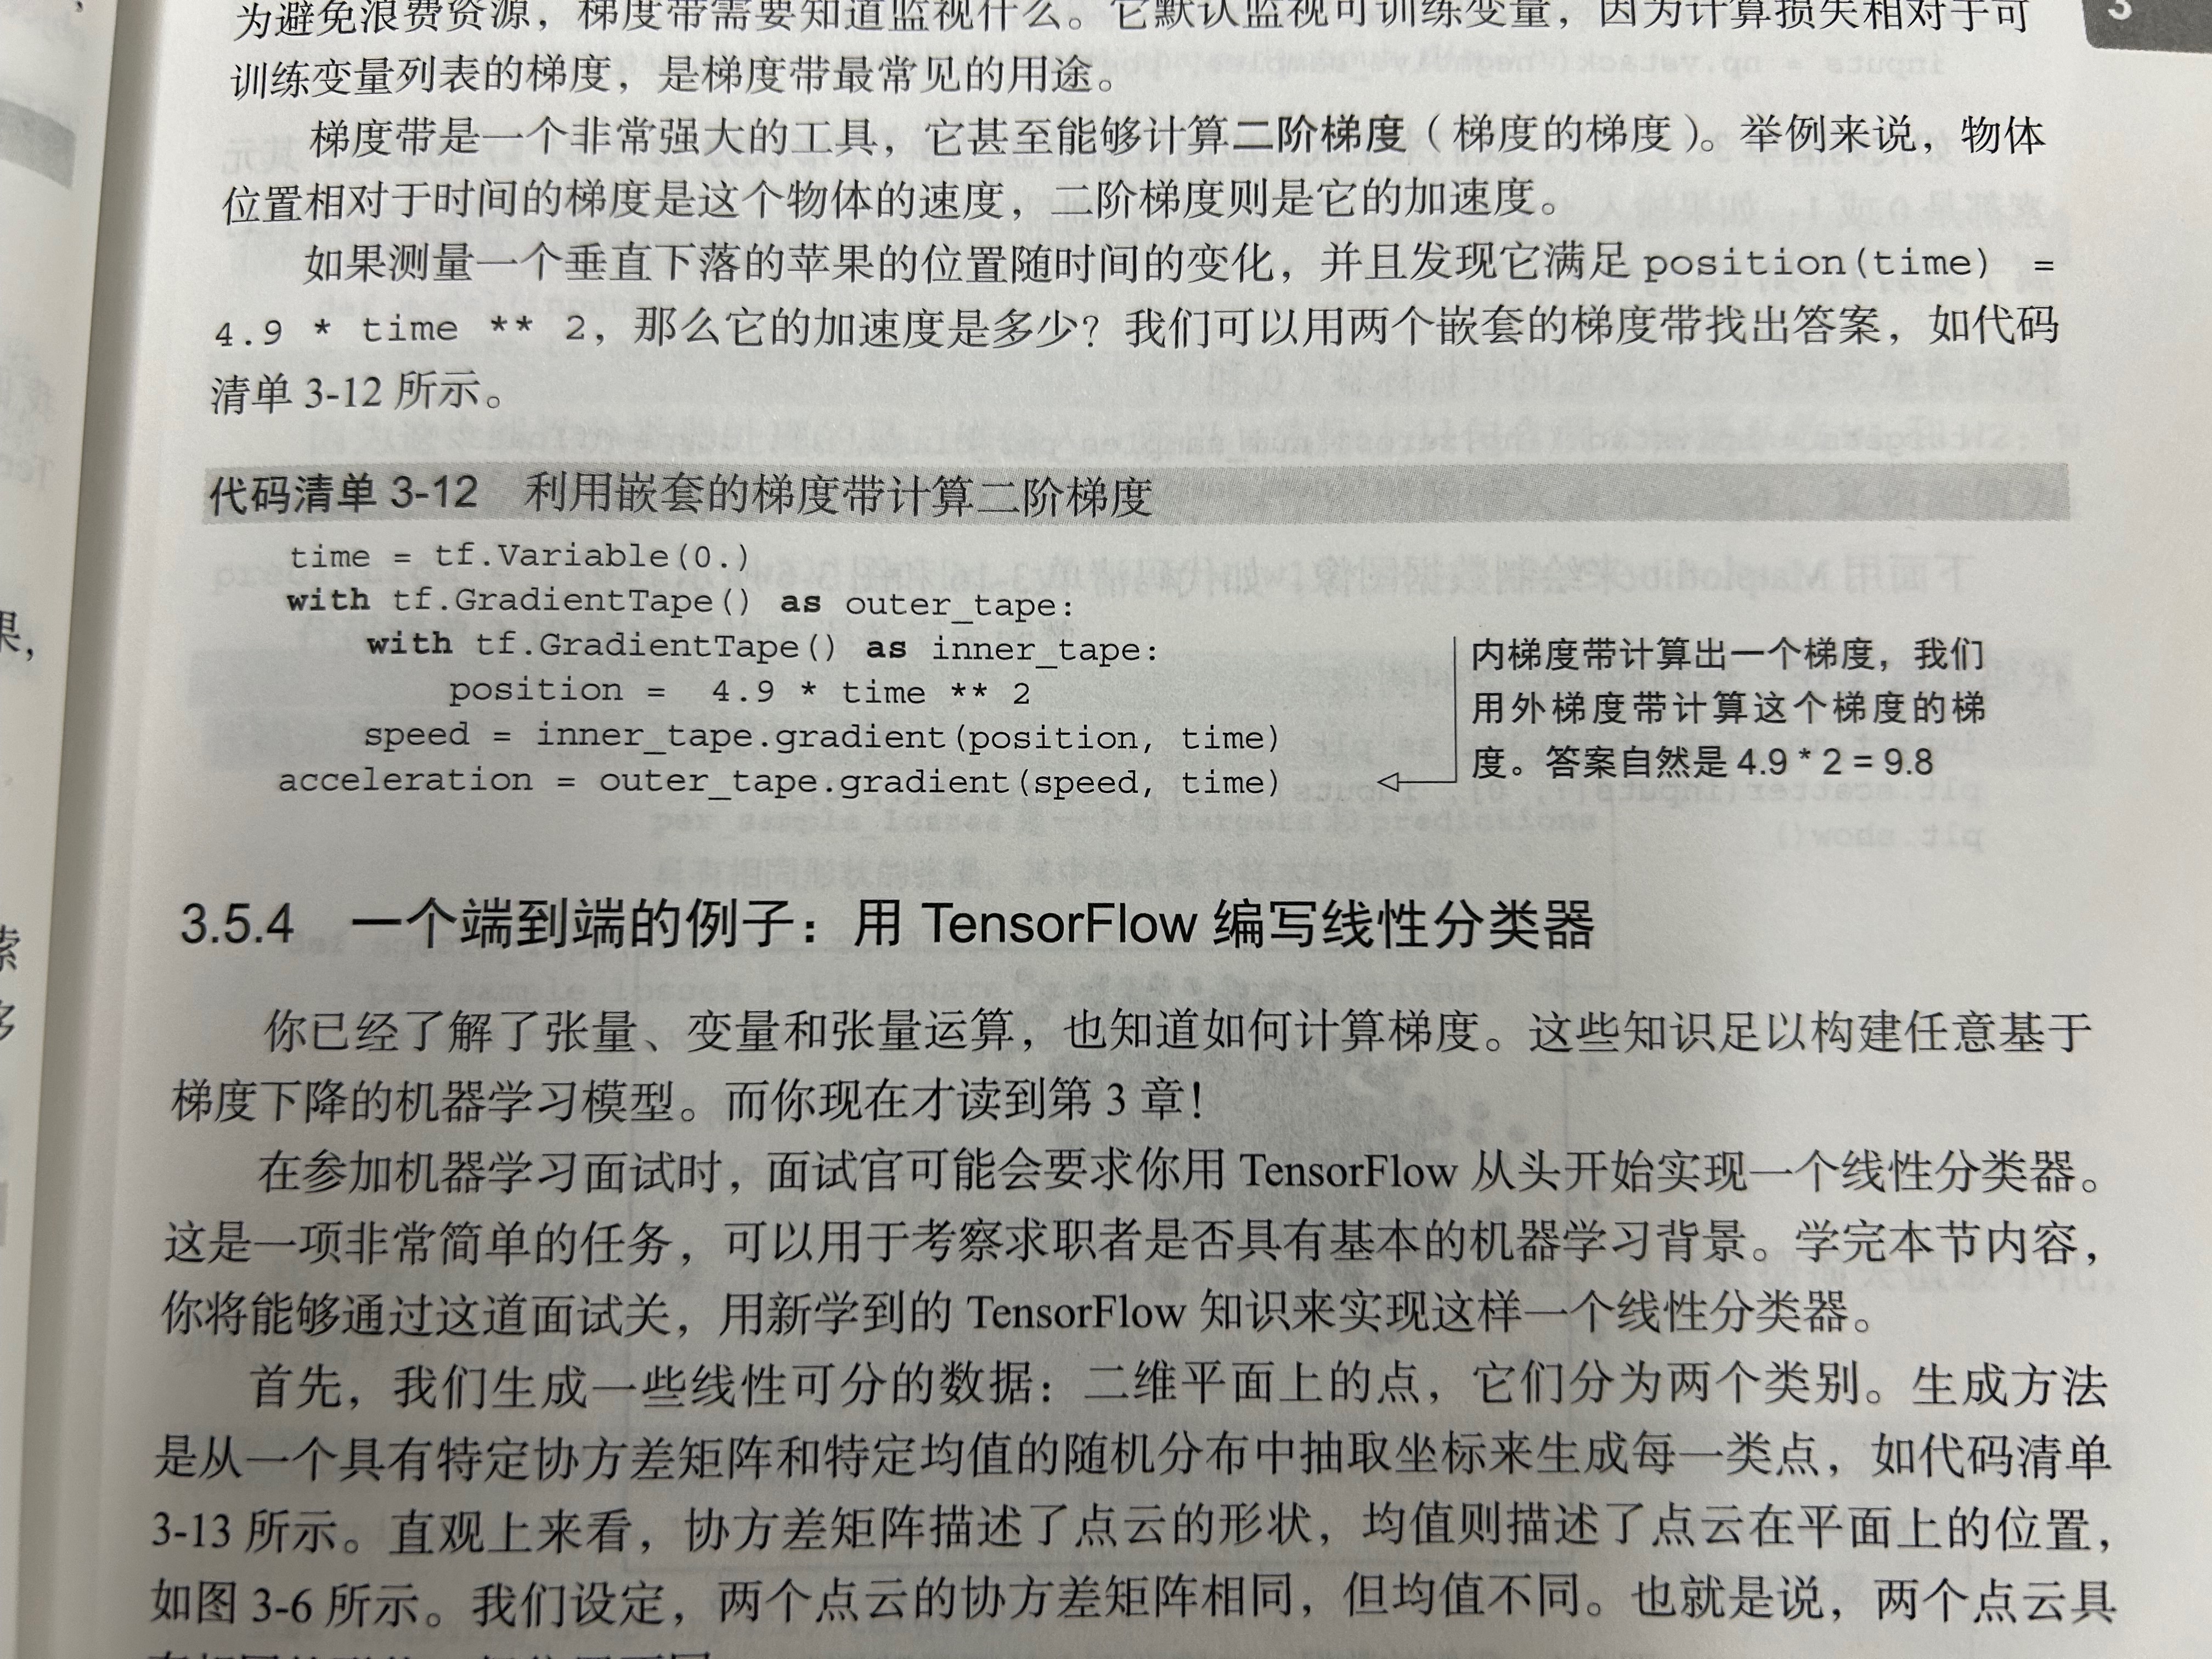 3
为避免浪费资源，梯度带需要知道监视什么。它默认监视可训练变量，因为计算损失相对于可
训练变量列表的梯度，是梯度带最常见的用途。
梯度带是一个非常强大的工具，它甚至能够计算二阶梯度（梯度的梯度）。举例来说，物体
位置相对于时间的梯度是这个物体的速度，二阶梯度则是它的加速度。
如果测量一个垂直下落的苹果的位置随时间的变化，并且发现它满足 position(time) =
4.9 * time ** 2，那么它的加速度是多少？我们可以用两个嵌套的梯度带找出答案，如代码
清单 3-12 所示。
代码清单 3-12 利用嵌套的梯度带计算二阶梯度
time = tf.Variable(0.)
with tf.GradientTape() as outer_tape:
with tf.GradientTape() as inner_tape:
position = 4.9 * time ** 2
speed = inner_tape.gradient(position, time)
acceleration = outer_tape.gradient(speed, time)
内梯度带计算出一个梯度，我们
用外梯度带计算这个梯度的梯
度。答案自然是 4.9 * 2 = 9.8
3.5.4 一个端到端的例子：用 TensorFlow 编写线性分类器
你已经了解了张量、变量和张量运算，也知道如何计算梯度。这些知识足以构建任意基于
梯度下降的机器学习模型。而你现在才读到第 3 章！
在参加机器学习面试时，面试官可能会要求你用 TensorFlow 从头开始实现一个线性分类器。
这是一项非常简单的任务，可以用于考察求职者是否具有基本的机器学习背景。学完本节内容，
你将能够通过这道面试关，用新学到的 TensorFlow 知识来实现这样一个线性分类器。
首先，我们生成一些线性可分的数据：二维平面上的点，它们分为两个类别。生成方法
是从一个具有特定协方差矩阵和特定均值的随机分布中抽取坐标来生成每一类点，如代码清单
3-13 所示。直观上来看，协方差矩阵描述了点云的形状，均值则描述了点云在平面上的位置，
如图 3-6 所示。我们设定，两个点云的协方差矩阵相同，但均值不同。也就是说，两个点云具